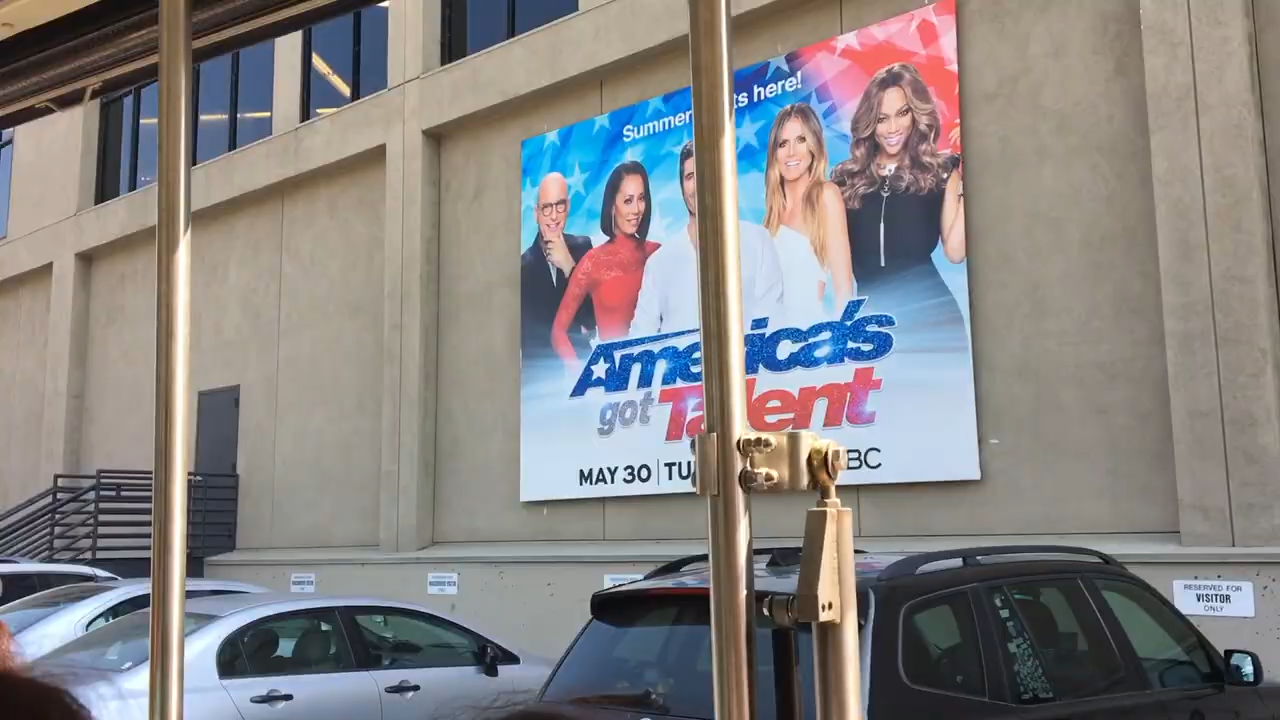 Summer ts here!
America's
got Talent
MAY 30 | TU BC
RESERVED FOR
VISITOR
ONLY